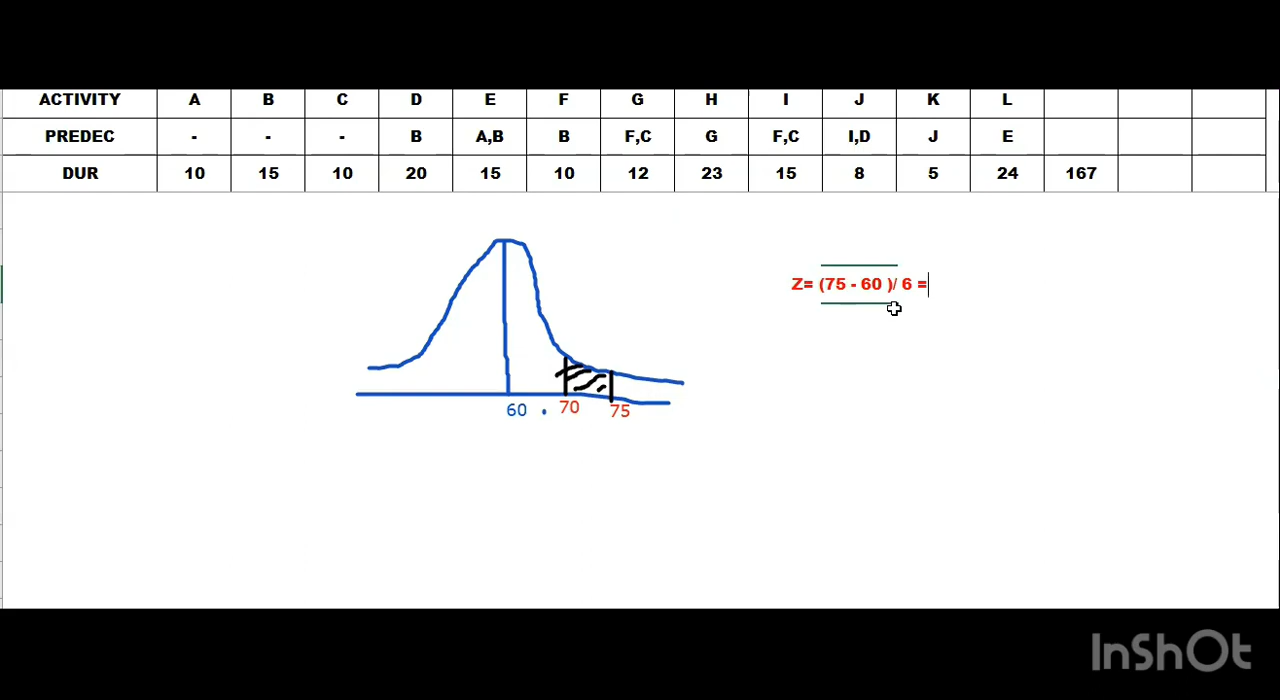 ACTIVITY A B C D E F G H I J K L
PREDEC - - - B A,B B F,C G F,C I,D J E
DUR 10 15 10 20 15 10 12 23 15 8 5 24 167
Z= (75 - 60 )/ 6 =
60 . 70 75
InShOt